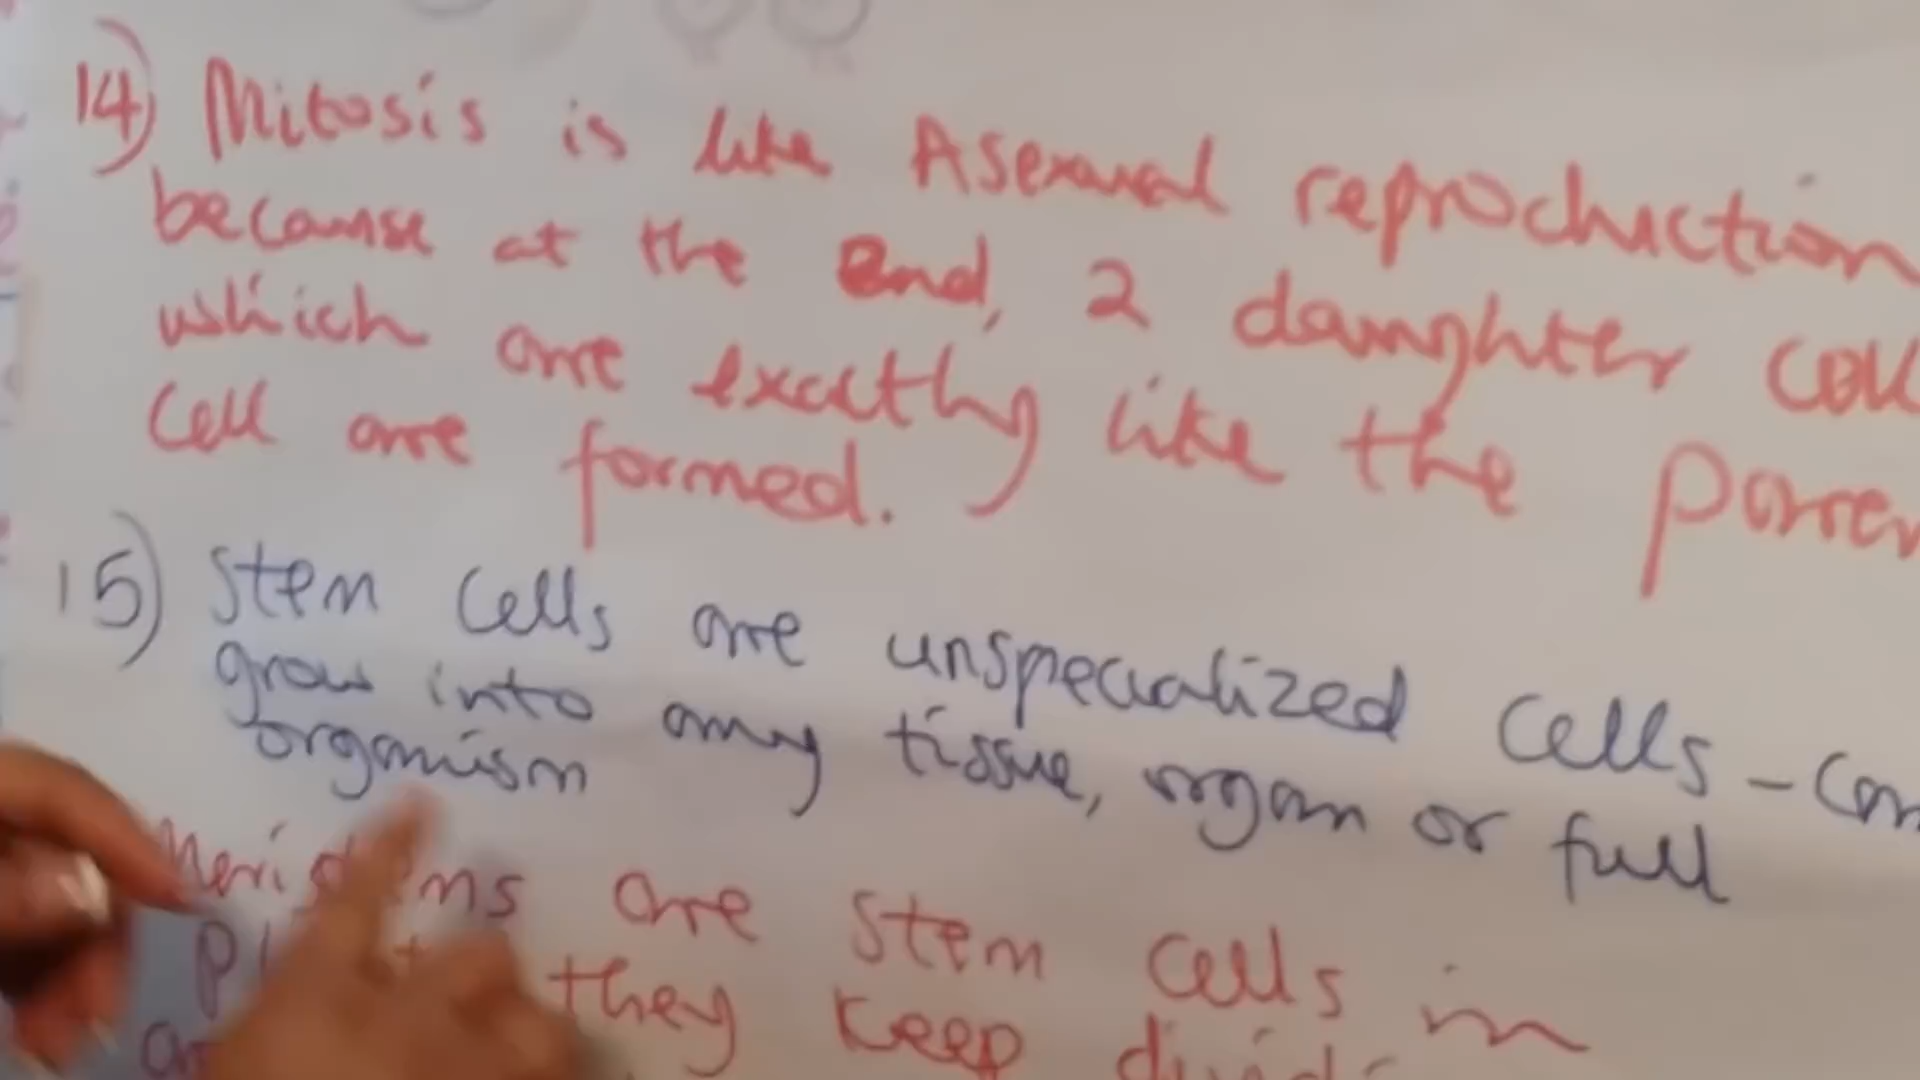 14) Mitosis is like Asexual reproduction
because at the end, 2 daughter cell
which are exactly like the paren
cell are formed.
15) Stem cells are unspecialized cells - can
grow into any tissue, organ or full
organism
are stem cells in
they keep